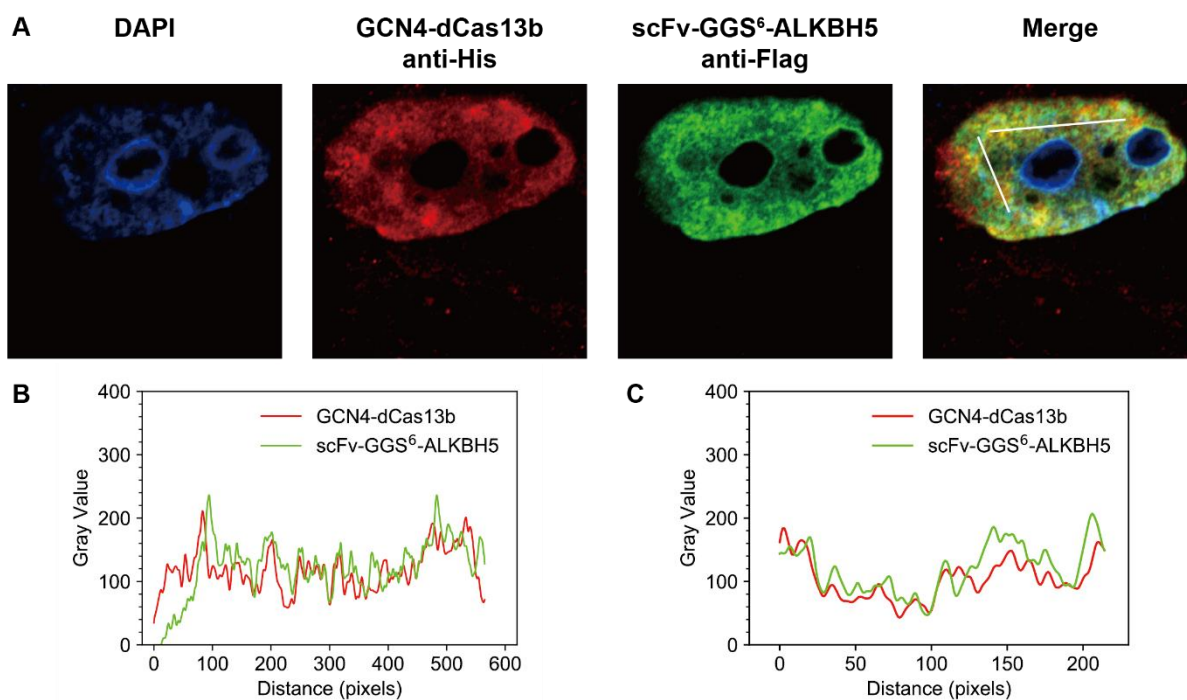 A
DAPI
GCN4-dCas13b
anti-His
scFv-GGS⁶-ALKBH5
anti-Flag
Merge
B
400
300
200
100
0
Gray Value
GCN4-dCas13b
scFv-GGS⁶-ALKBH5
0 100 200 300 400 500 600
Distance (pixels)
C
400
300
200
100
0
Gray Value
GCN4-dCas13b
scFv-GGS⁶-ALKBH5
0 50 100 150 200
Distance (pixels)